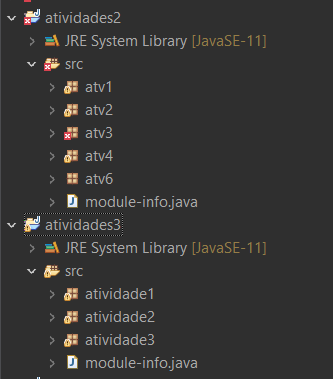 atividades2
JRE System Library [JavaSE-11]
src
atv1
atv2
atv3
atv4
atv6
module-info.java
atividades3
JRE System Library [JavaSE-11]
src
atividade1
atividade2
atividade3
module-info.java